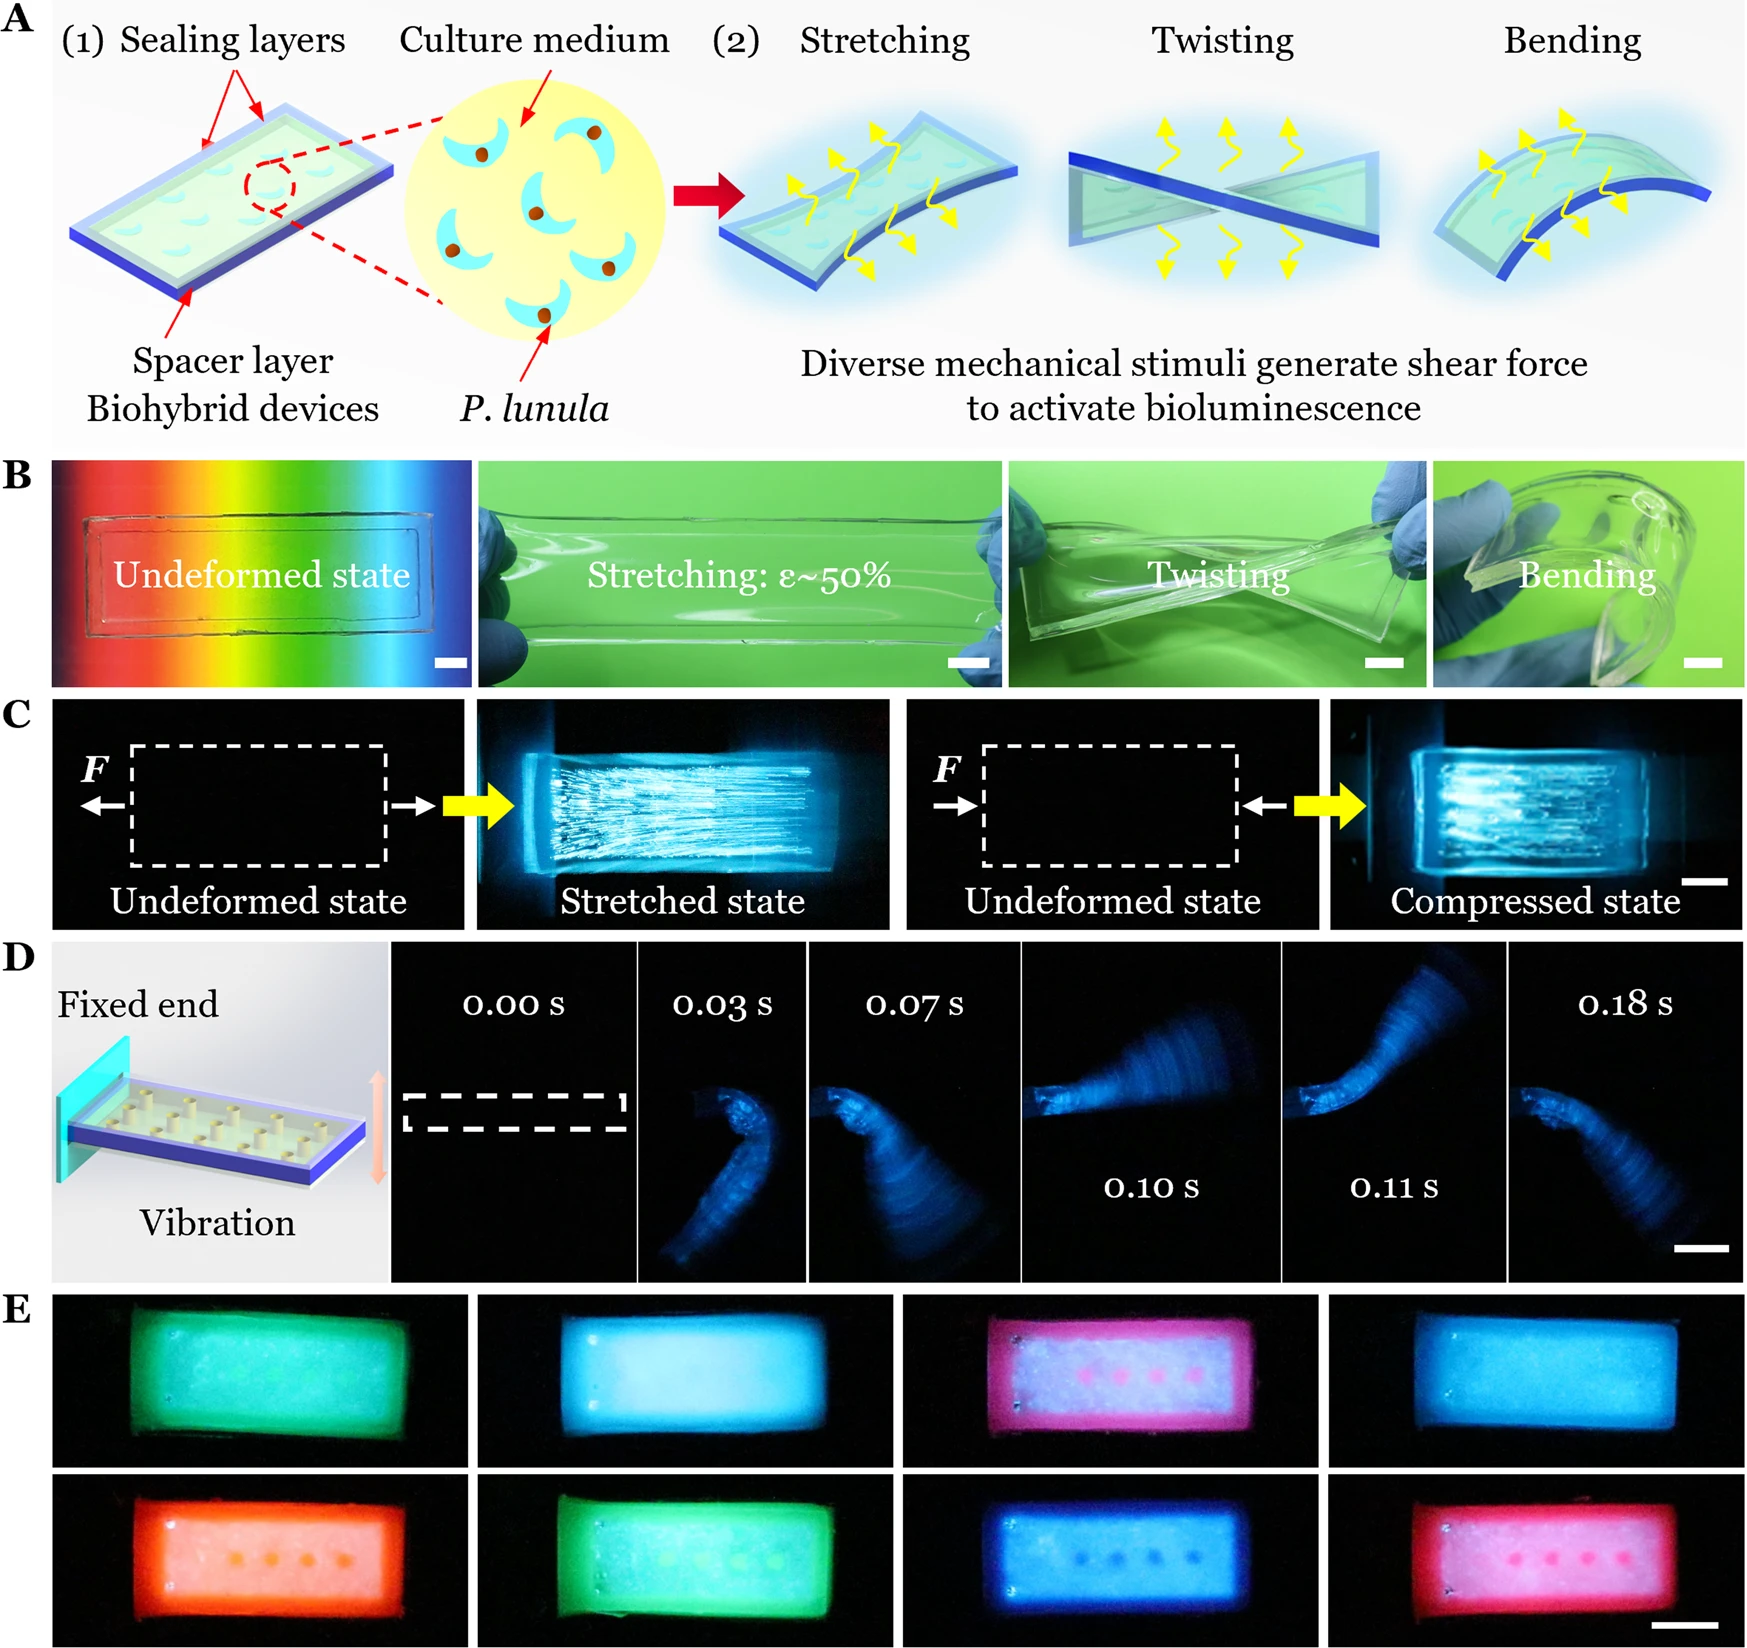 A
(1) Sealing layers
Culture medium
(2) Stretching
Twisting
Bending
Spacer layer
Biohybrid devices
P. lunula
Diverse mechanical stimuli generate shear force
to activate bioluminescence
B
Undeformed state
Stretching: ε~50%
Twisting
Bending
C
F
Undeformed state
Stretched state
F
Undeformed state
Compressed state
D
Fixed end
Vibration
0.00 s
0.03 s
0.07 s
0.10 s
0.11 s
0.18 s
E